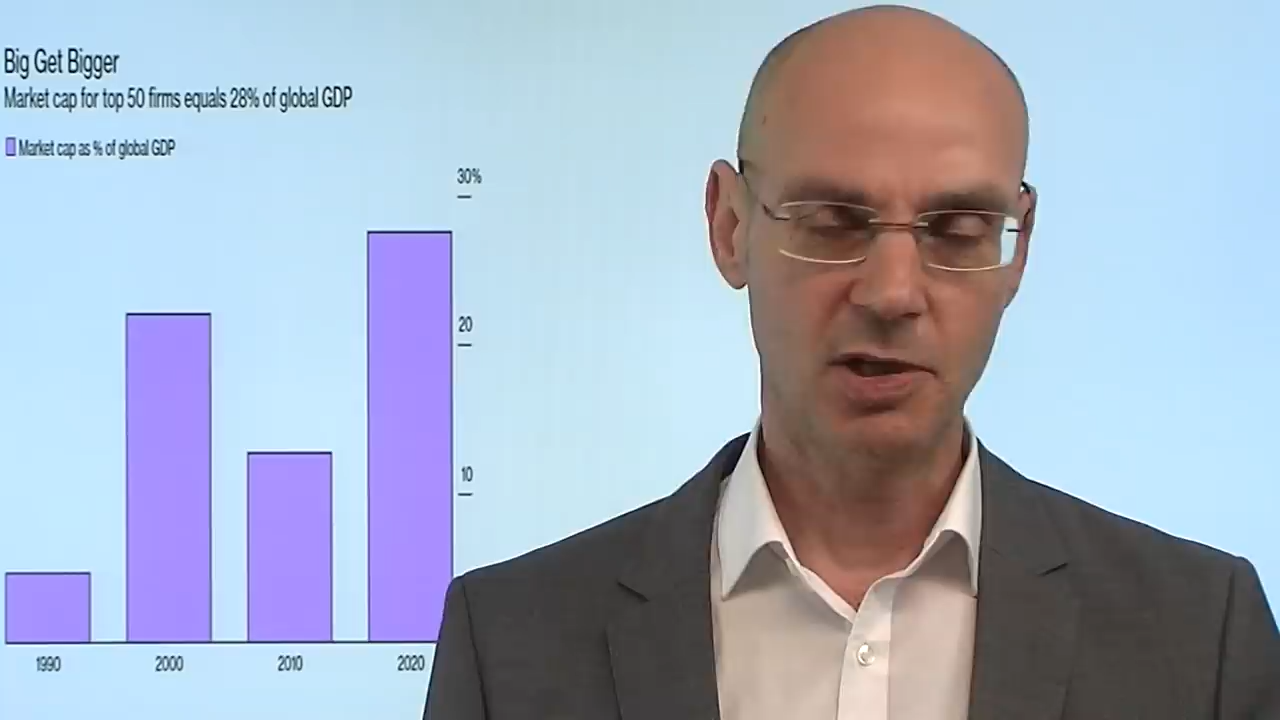 Big Get Bigger
Market cap for top 50 firms equals 28% of global GDP
Market cap as % of global GDP
30%
20
10
1990 2000 2010 2020